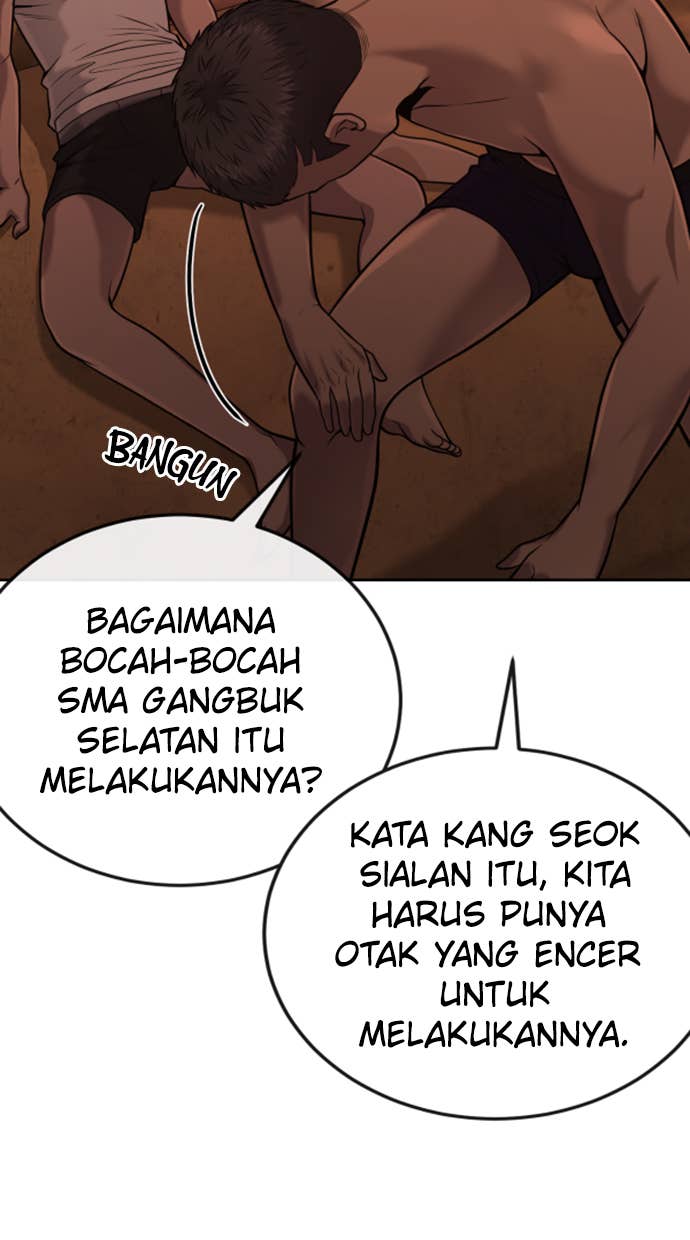 BANGUN
BAGAIMANA
BOCAH-BOCAH
SMA GANGBUK
SELATAN ITU
MELAKUKANNYA?
KATA KANG SEOK
SIALAN ITU, KITA
HARUS PUNYA
OTAK YANG ENCER
UNTUK
MELAKUKANNYA.